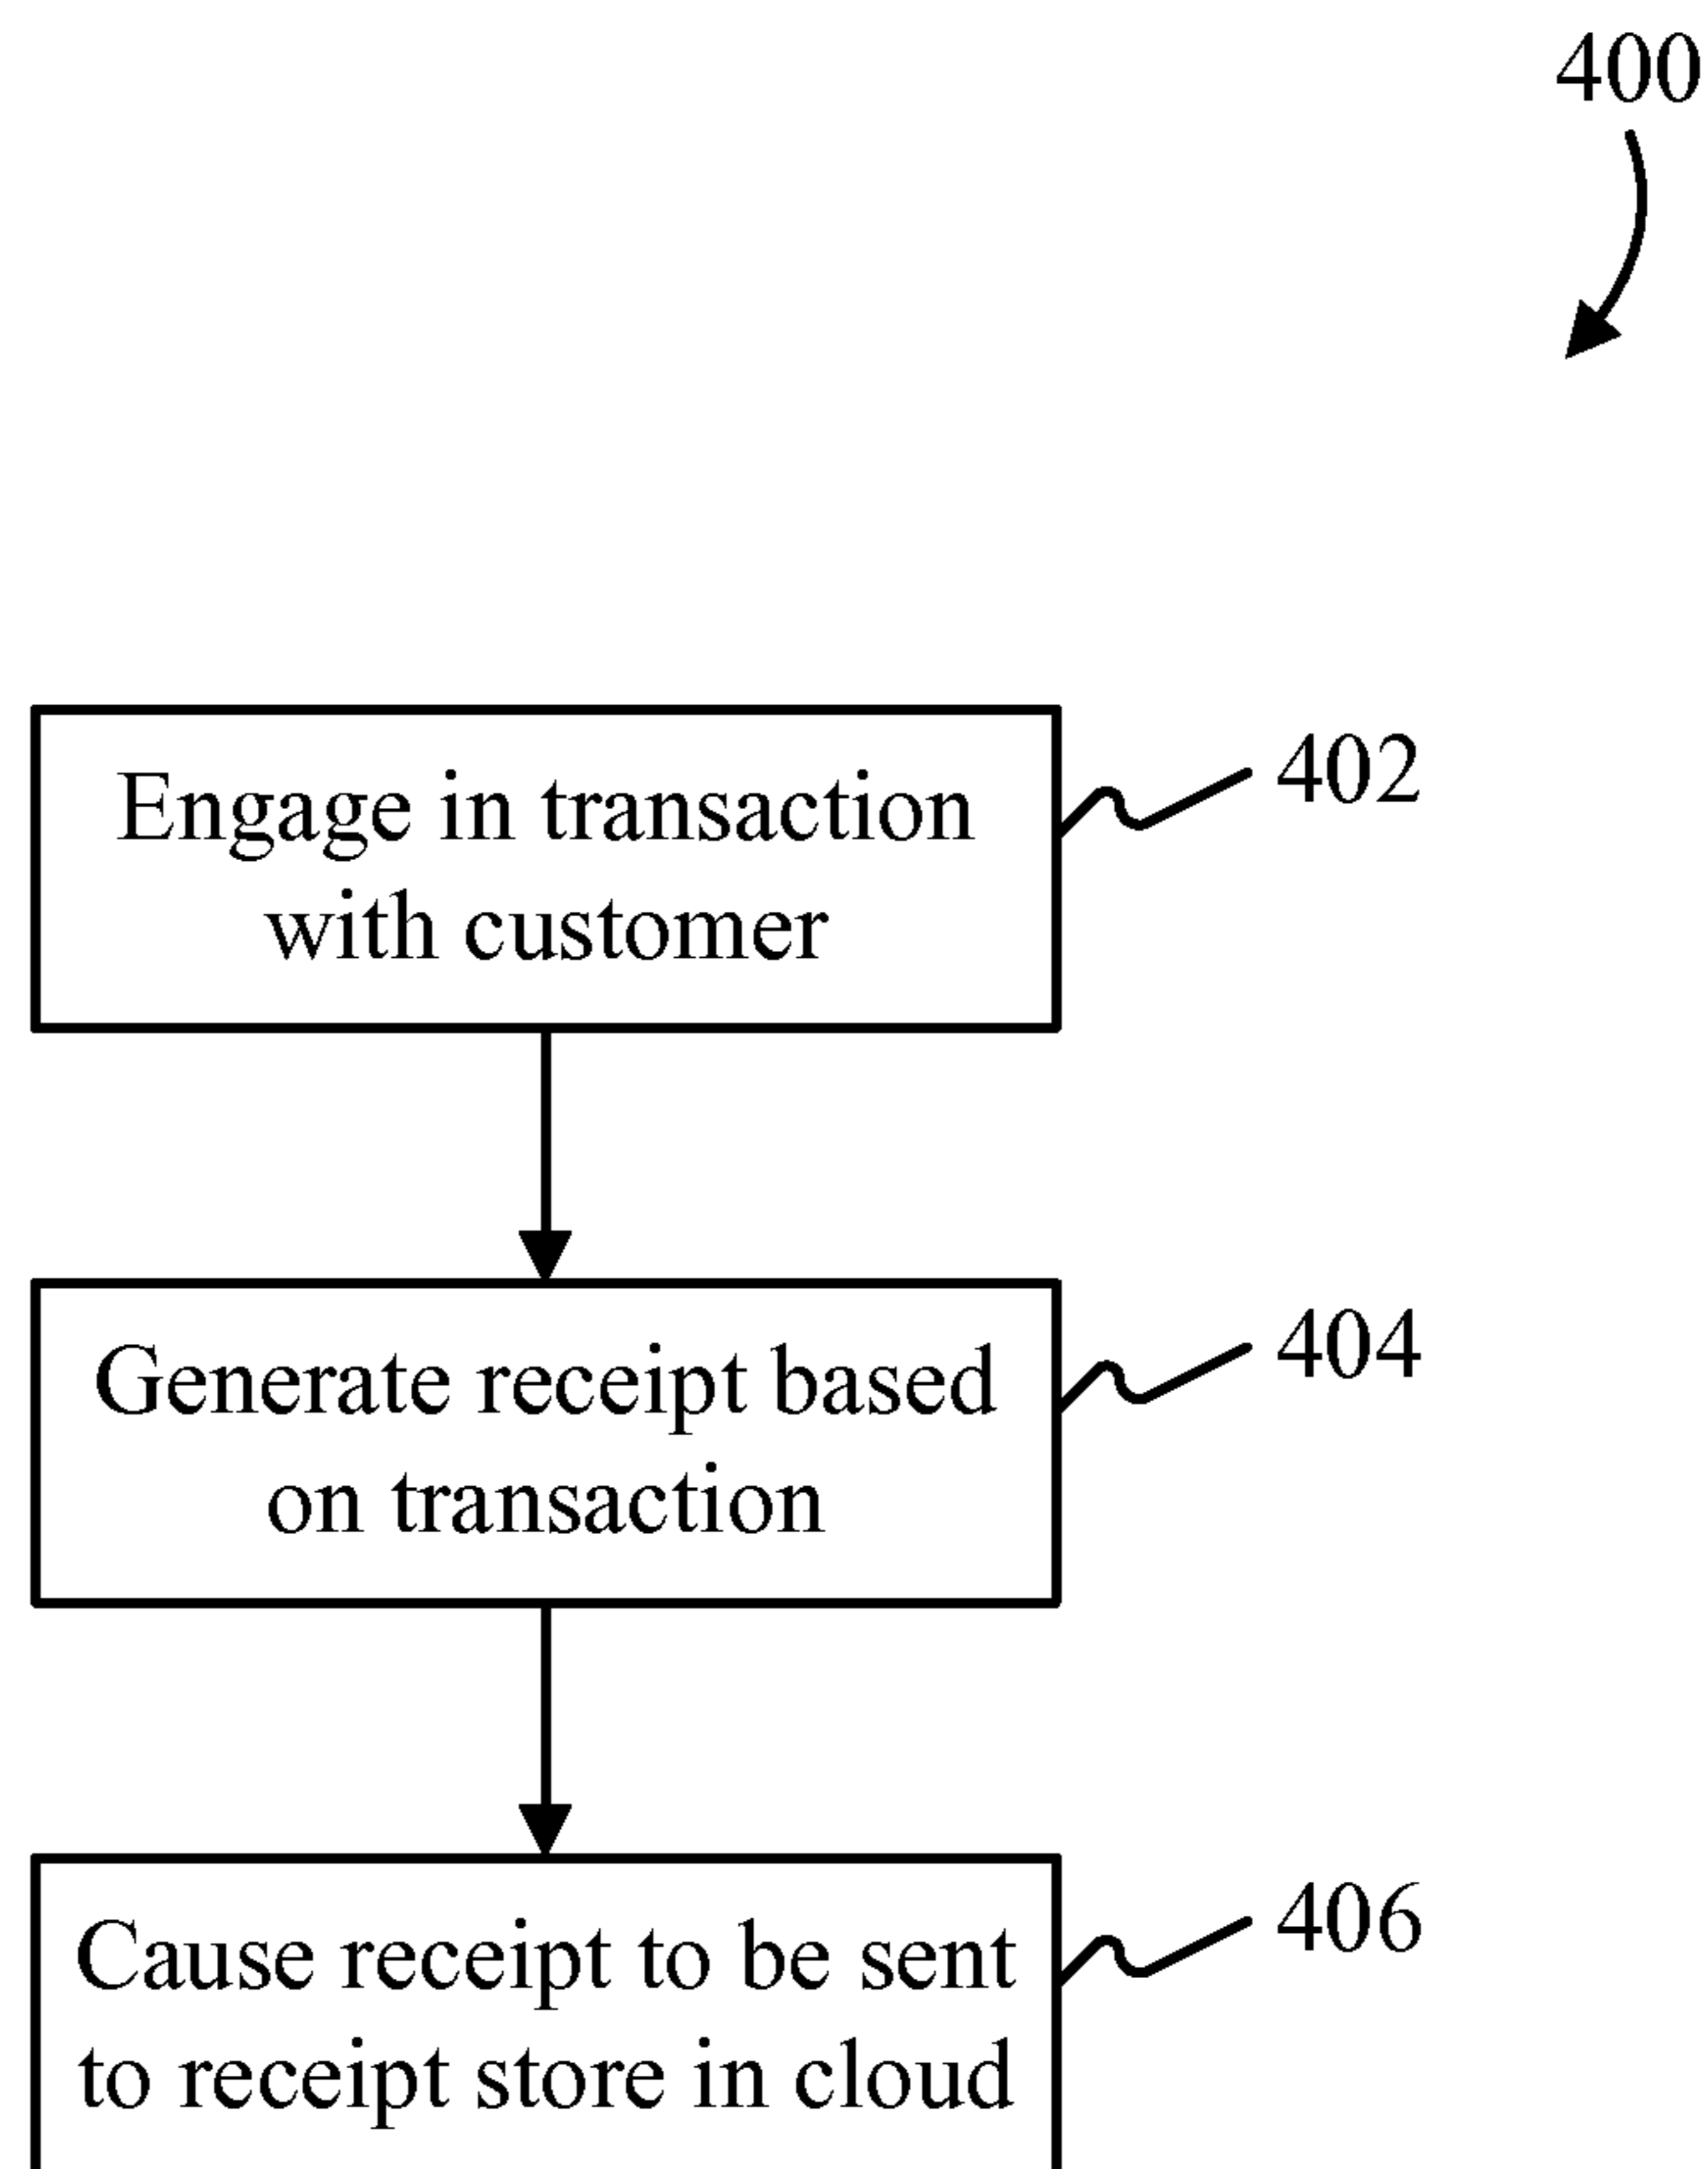 400
Engage in transaction
with customer
402
Generate receipt based
on transaction
404
Cause receipt to be sent
to receipt store in cloud
406